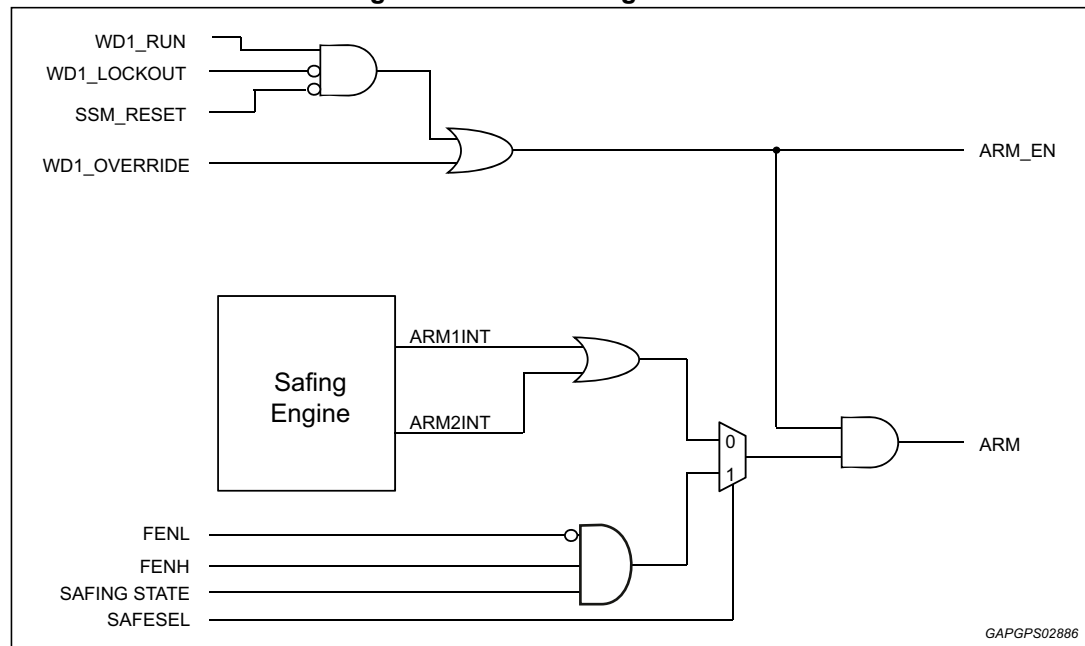 WD1_RUN
WD1_LOCKOUT
SSM_RESET
WD1_OVERRIDE
ARM_EN
Safing
Engine
ARM1INT
ARM2INT
0
1
ARM
FENL
FENH
SAFING STATE
SAFESEL
GAPGPS02886